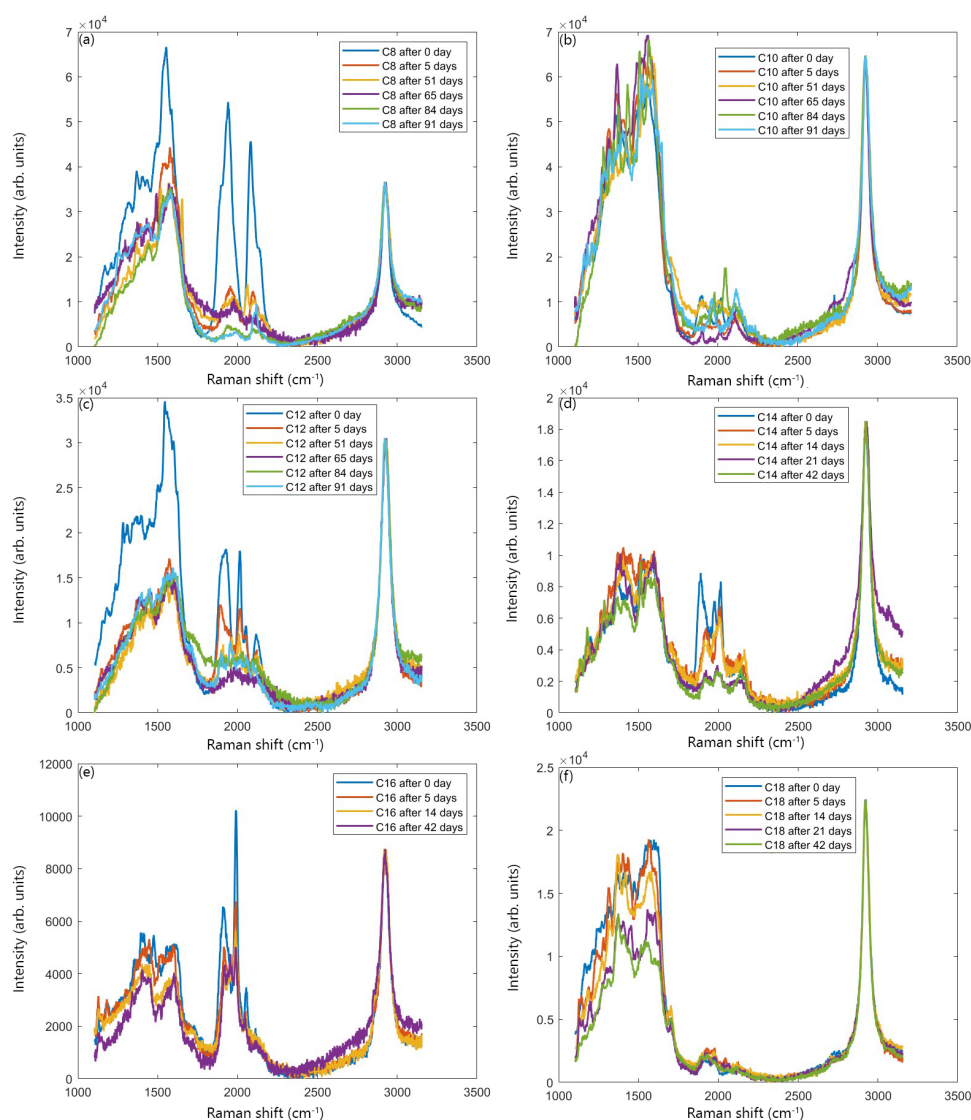 ×10⁴
(a)
C8 after 0 day
C8 after 5 days
C8 after 51 days
C8 after 65 days
C8 after 84 days
C8 after 91 days
7
6
5
4
3
2
1
0
Intensity (arb. units)
1000 1500 2000 2500 3000 3500
Raman shift (cm⁻¹)
×10⁴
(b)
C10 after 0 day
C10 after 5 days
C10 after 51 days
C10 after 65 days
C10 after 84 days
C10 after 91 days
7
6
5
4
3
2
1
0
Intensity (arb. units)
1000 1500 2000 2500 3000 3500
Raman shift (cm⁻¹)
×10⁴
(c)
C12 after 0 day
C12 after 5 days
C12 after 51 days
C12 after 65 days
C12 after 84 days
C12 after 91 days
3.5
3
2.5
2
1.5
1
0.5
0
Intensity (arb. units)
1000 1500 2000 2500 3000 3500
Raman shift (cm⁻¹)
×10⁴
(d)
C14 after 0 day
C14 after 5 days
C14 after 14 days
C14 after 21 days
C14 after 42 days
2
1.8
1.6
1.4
1.2
1
0.8
0.6
0.4
0.2
0
Intensity (arb. units)
1000 1500 2000 2500 3000 3500
Raman shift (cm⁻¹)
(e)
C16 after 0 day
C16 after 5 days
C16 after 14 days
C16 after 42 days
12000
10000
8000
6000
4000
2000
0
Intensity (arb. units)
1000 1500 2000 2500 3000 3500
Raman shift (cm⁻¹)
×10⁴
(f)
C18 after 0 day
C18 after 5 days
C18 after 14 days
C18 after 21 days
C18 after 42 days
2.5
2
1.5
1
0.5
0
Intensity (arb. units)
1000 1500 2000 2500 3000 3500
Raman shift (cm⁻¹)